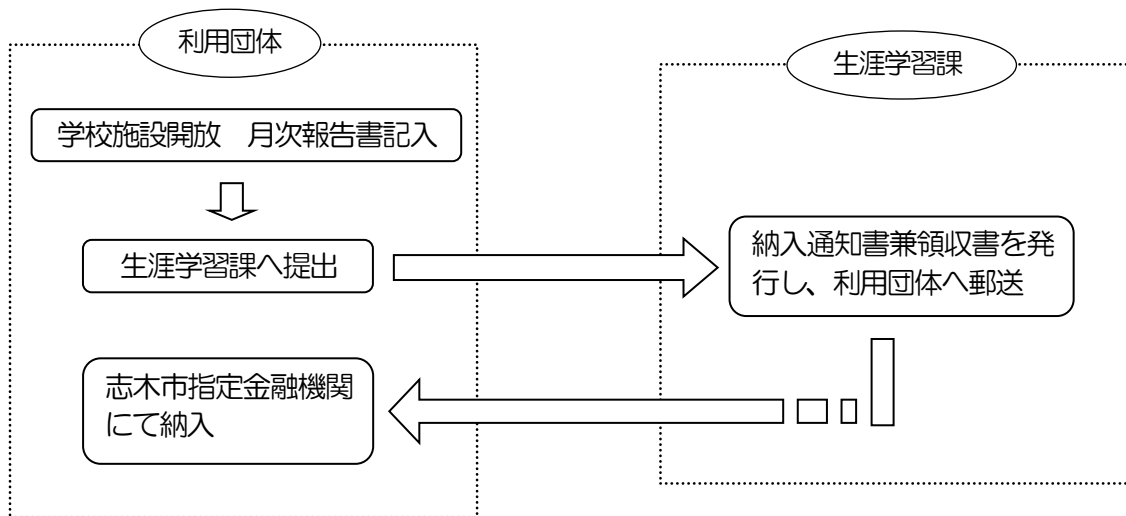 利用団体
生涯学習課
学校施設開放　月次報告書記入
生涯学習課へ提出
納入通知書兼領収書を発
行し、利用団体へ郵送
志木市指定金融機関
にて納入